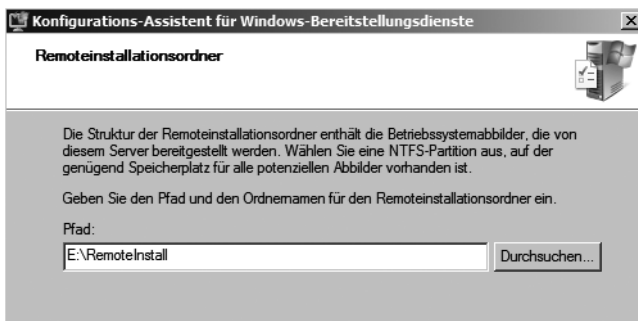 Konfigurations-Assistent für Windows-Bereitstellungsdienste
Remoteinstallationsordner
Die Struktur der Remoteinstallationsordner enthält die Betriebssystemabbilder, die von
diesem Server bereitgestellt werden. Wählen Sie eine NTFS-Partition aus, auf der
genügend Speicherplatz für alle potenziellen Abbilder vorhanden ist.
Geben Sie den Pfad und den Ordnernamen für den Remoteinstallationsordner ein.
Pfad:
E:\RemoteInstall
Durchsuchen...